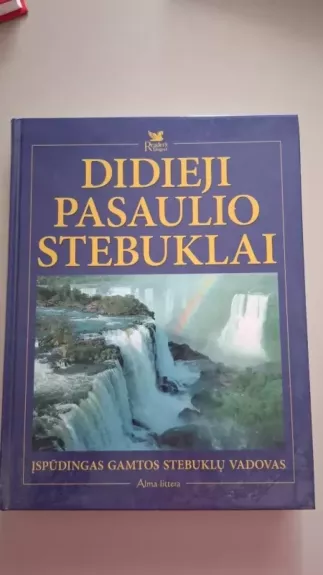 Reader's
Digest
DIDIEJI
PASAULIO
STEBUKLAI
ĮSPŪDINGAS GAMTOS STEBUKLŲ VADOVAS
Alma littera